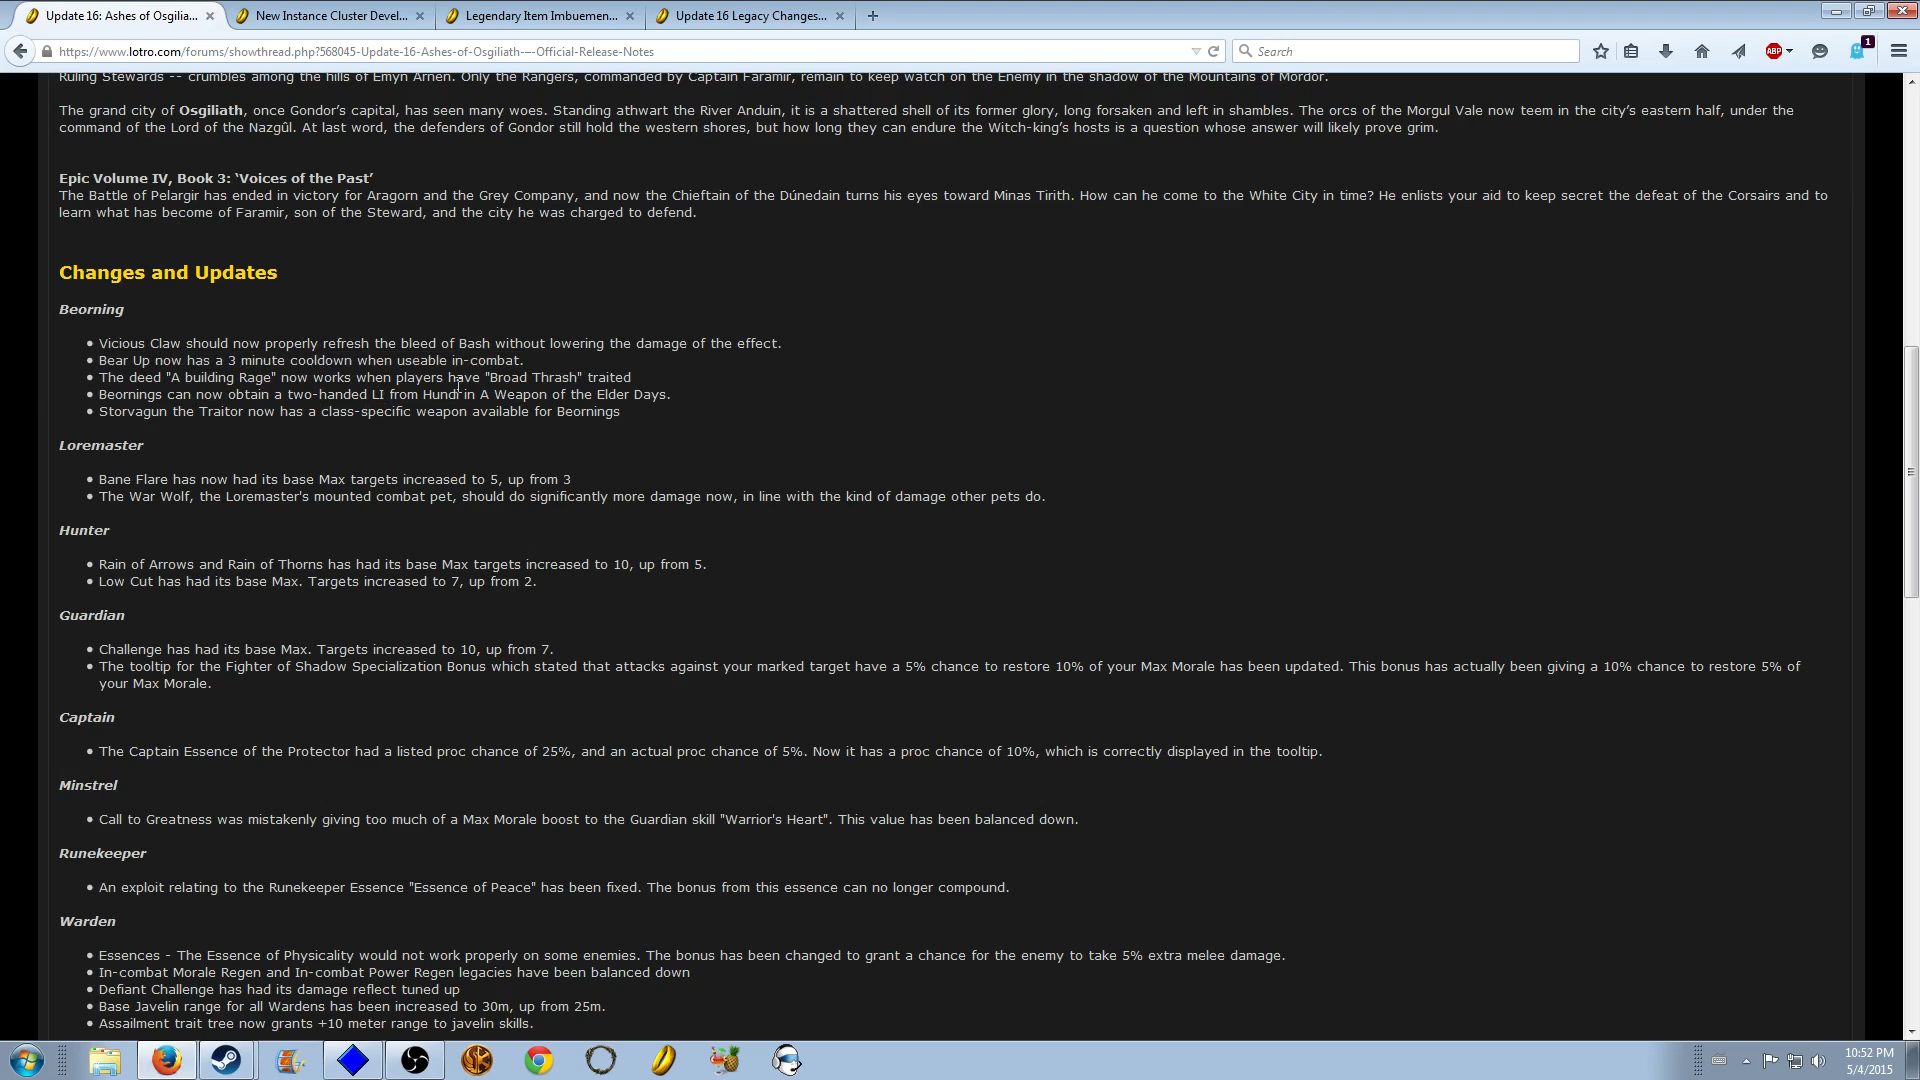 Update 16: Ashes of Osgilia...
New Instance Cluster Devel...
Legendary Item Imbuemen...
Update 16 Legacy Changes...
https://www.lotro.com/forums/showthread.php?568045-Update-16-Ashes-of-Osgiliath-—-Official-Release-Notes
Search
ABP
1
Ruling Stewards -- crumbles among the hills of Emyn Arnen. Only the Rangers, commanded by Captain Faramir, remain to keep watch on the Enemy in the shadow of the Mountains of Mordor.
The grand city of Osgiliath, once Gondor’s capital, has seen many woes. Standing athwart the River Anduin, it is a shattered shell of its former glory, long forsaken and left in shambles. The orcs of the Morgul Vale now teem in the city’s eastern half, under the
command of the Lord of the Nazgûl. At last word, the defenders of Gondor still hold the western shores, but how long they can endure the Witch-king’s hosts is a question whose answer will likely prove grim.
Epic Volume IV, Book 3: ‘Voices of the Past’
The Battle of Pelargir has ended in victory for Aragorn and the Grey Company, and now the Chieftain of the Dúnedain turns his eyes toward Minas Tirith. How can he come to the White City in time? He enlists your aid to keep secret the defeat of the Corsairs and to
learn what has become of Faramir, son of the Steward, and the city he was charged to defend.
Changes and Updates
Beorning
• Vicious Claw should now properly refresh the bleed of Bash without lowering the damage of the effect.
• Bear Up now has a 3 minute cooldown when useable in-combat.
• The deed "A building Rage" now works when players have "Broad Thrash" traited
• Beornings can now obtain a two-handed LI from Hundi in A Weapon of the Elder Days.
• Storvagun the Traitor now has a class-specific weapon available for Beornings
Loremaster
• Bane Flare has now had its base Max targets increased to 5, up from 3
• The War Wolf, the Loremaster's mounted combat pet, should do significantly more damage now, in line with the kind of damage other pets do.
Hunter
• Rain of Arrows and Rain of Thorns has had its base Max targets increased to 10, up from 5.
• Low Cut has had its base Max. Targets increased to 7, up from 2.
Guardian
• Challenge has had its base Max. Targets increased to 10, up from 7.
• The tooltip for the Fighter of Shadow Specialization Bonus which stated that attacks against your marked target have a 5% chance to restore 10% of your Max Morale has been updated. This bonus has actually been giving a 10% chance to restore 5% of
your Max Morale.
Captain
• The Captain Essence of the Protector had a listed proc chance of 25%, and an actual proc chance of 5%. Now it has a proc chance of 10%, which is correctly displayed in the tooltip.
Minstrel
• Call to Greatness was mistakenly giving too much of a Max Morale boost to the Guardian skill "Warrior's Heart". This value has been balanced down.
Runekeeper
• An exploit relating to the Runekeeper Essence "Essence of Peace" has been fixed. The bonus from this essence can no longer compound.
Warden
• Essences - The Essence of Physicality would not work properly on some enemies. The bonus has been changed to grant a chance for the enemy to take 5% extra melee damage.
• In-combat Morale Regen and In-combat Power Regen legacies have been balanced down
• Defiant Challenge has had its damage reflect tuned up
• Base Javelin range for all Wardens has been increased to 30m, up from 25m.
• Assailment trait tree now grants +10 meter range to javelin skills.
10:52 PM
5/4/2015